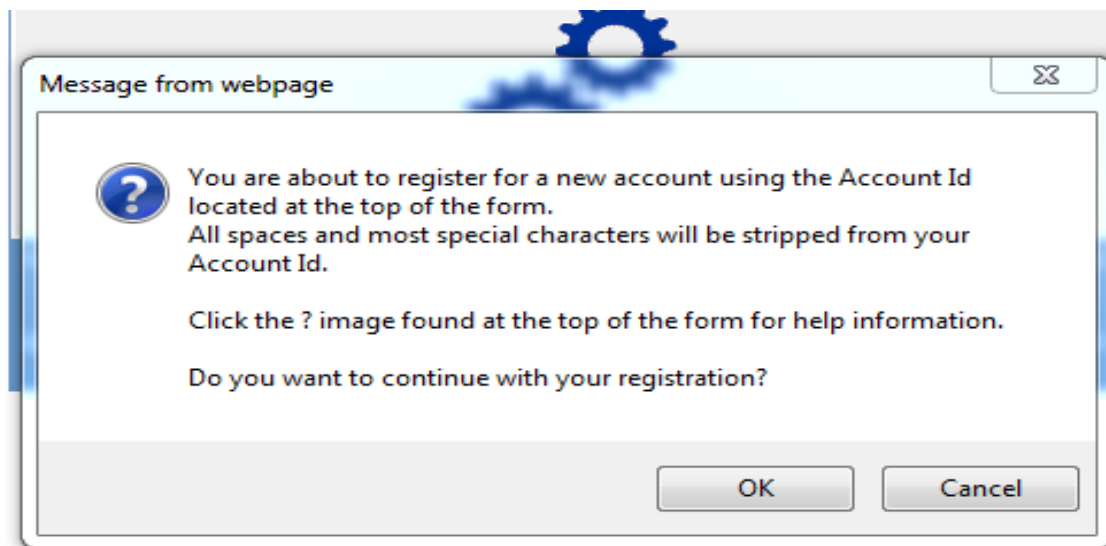 Message from webpage
You are about to register for a new account using the Account Id
located at the top of the form.
All spaces and most special characters will be stripped from your
Account Id.
Click the ? image found at the top of the form for help information.
Do you want to continue with your registration?
OK
Cancel